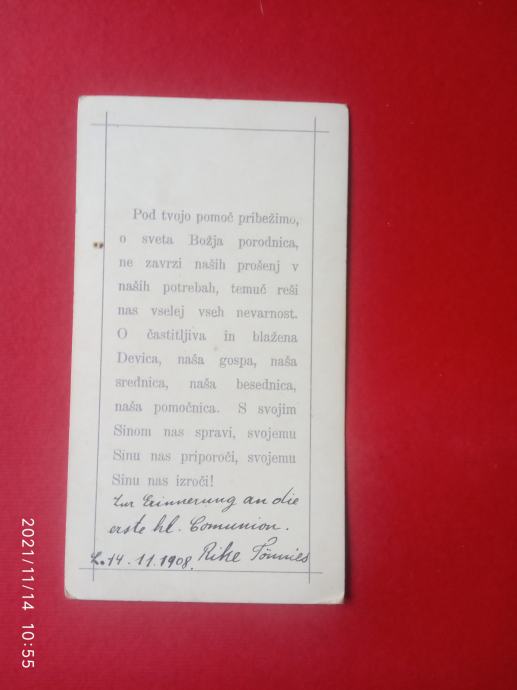 Pod tvojo pomoč pribežimo,
o sveta Božja porodnica,
ne zavrzi naših prošenj v
naših potrebah, temuč reši
nas vselej vseh nevarnost.
O častitljiva in blažena
Devica, naša gospa, naša
srednica, naša besednica,
naša pomočnica. S svojim
Sinom nas spravi, svojemu
Sinu nas priporoči, svojemu
Sinu nas izroči!
Zur Erinnerung an die
erste hl. Comunion.
L. 14. 11. 1908. Rike Tönnies
2021/11/14 10:55